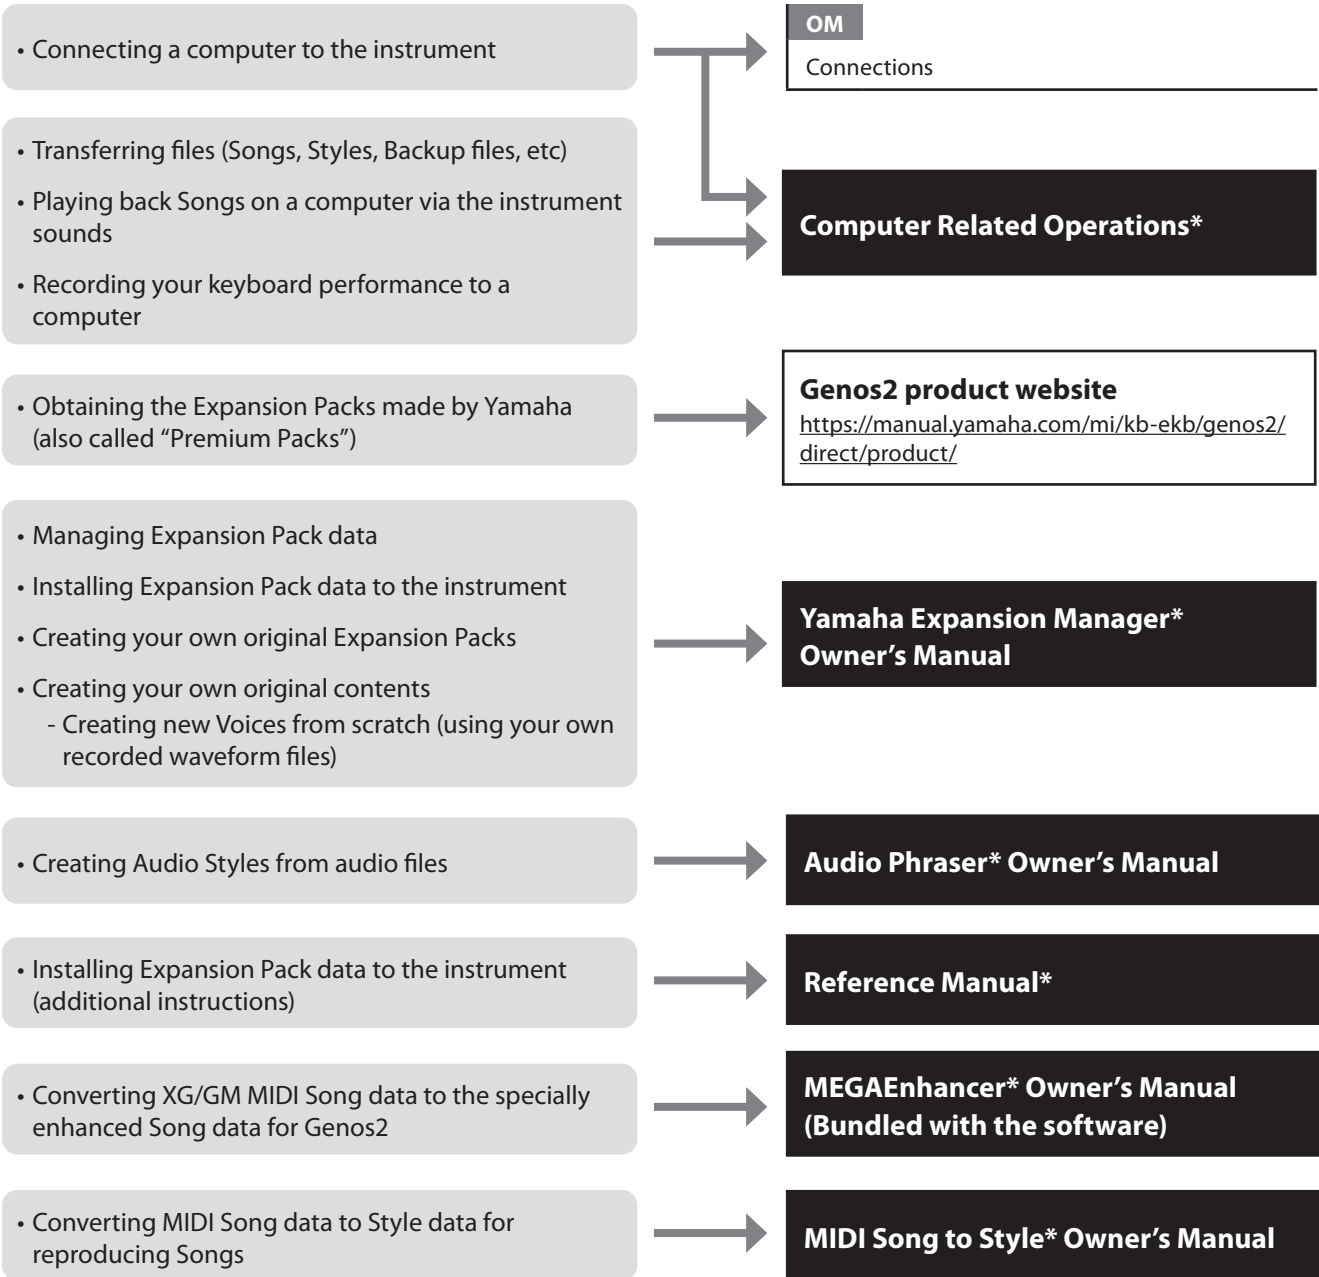 • Connecting a computer to the instrument
OM
Connections
• Transferring files (Songs, Styles, Backup files, etc)
• Playing back Songs on a computer via the instrument
sounds
• Recording your keyboard performance to a
computer
Computer Related Operations*
• Obtaining the Expansion Packs made by Yamaha
(also called “Premium Packs”)
Genos2 product website
https://manual.yamaha.com/mi/kb-ekb/genos2/
direct/product/
• Managing Expansion Pack data
• Installing Expansion Pack data to the instrument
• Creating your own original Expansion Packs
• Creating your own original contents
- Creating new Voices from scratch (using your own
recorded waveform files)
Yamaha Expansion Manager*
Owner’s Manual
• Creating Audio Styles from audio files
Audio Phraser* Owner’s Manual
• Installing Expansion Pack data to the instrument
(additional instructions)
Reference Manual*
• Converting XG/GM MIDI Song data to the specially
enhanced Song data for Genos2
MEGAEnhancer* Owner’s Manual
(Bundled with the software)
• Converting MIDI Song data to Style data for
reproducing Songs
MIDI Song to Style* Owner’s Manual